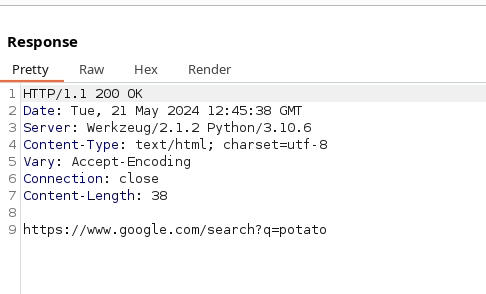 Response
Pretty Raw Hex Render
1 HTTP/1.1 200 OK
2 Date: Tue, 21 May 2024 12:45:38 GMT
3 Server: Werkzeug/2.1.2 Python/3.10.6
4 Content-Type: text/html; charset=utf-8
5 Vary: Accept-Encoding
6 Connection: close
7 Content-Length: 38
8
9 https://www.google.com/search?q=potato